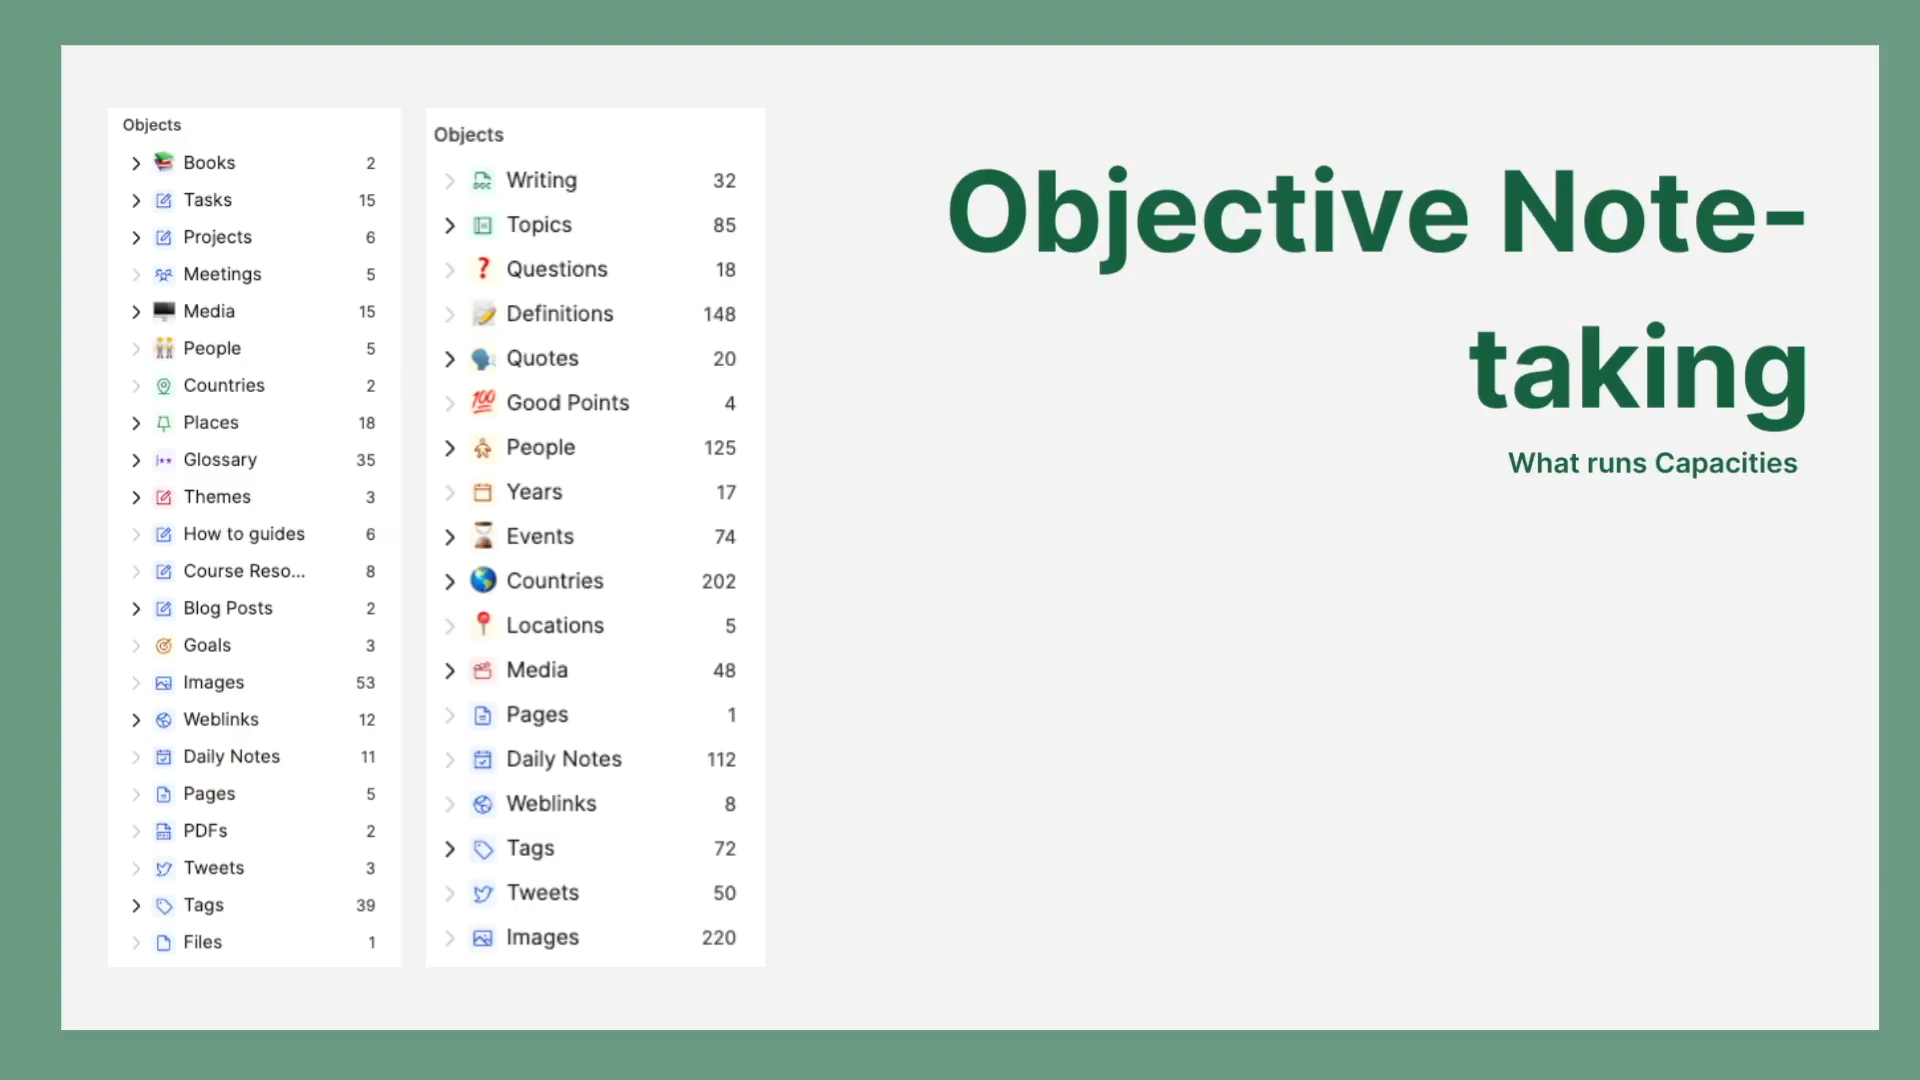 Objects
Books 2
Tasks 15
Projects 6
Meetings 5
Media 15
People 5
Countries 2
Places 18
Glossary 35
Themes 3
How to guides 6
Course Reso... 8
Blog Posts 2
Goals 3
Images 53
Weblinks 12
Daily Notes 11
Pages 5
PDFs 2
Tweets 3
Tags 39
Files 1
Objects
Writing 32
Topics 85
Questions 18
Definitions 148
Quotes 20
Good Points 4
People 125
Years 17
Events 74
Countries 202
Locations 5
Media 48
Pages 1
Daily Notes 112
Weblinks 8
Tags 72
Tweets 50
Images 220
Objective Note-
taking
What runs Capacities